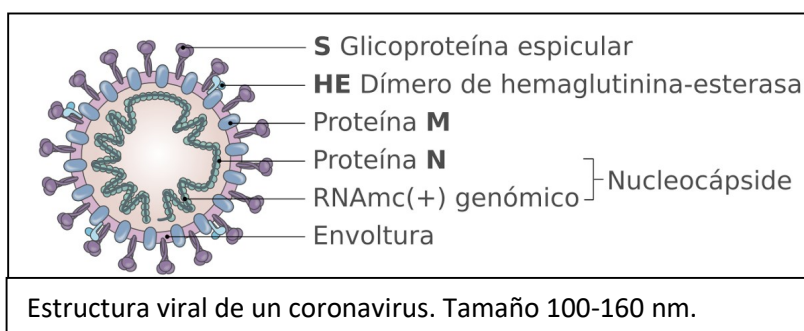 S Glicoproteína espicular
HE Dímero de hemaglutinina-esterasa
Proteína M
Proteína N
RNAmc(+) genómico
Nucleocápside
Envoltura
Estructura viral de un coronavirus. Tamaño 100-160 nm.